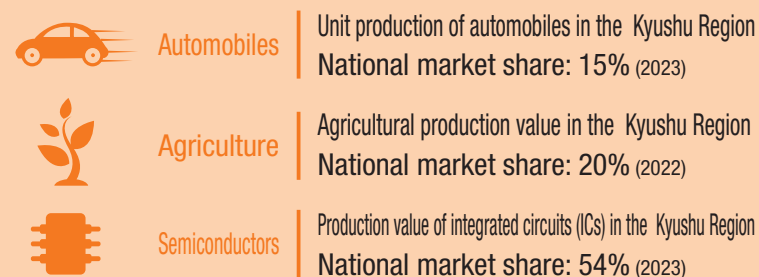 Automobiles
Unit production of automobiles in the Kyushu Region
National market share: 15% (2023)
Agriculture
Agricultural production value in the Kyushu Region
National market share: 20% (2022)
Semiconductors
Production value of integrated circuits (ICs) in the Kyushu Region
National market share: 54% (2023)